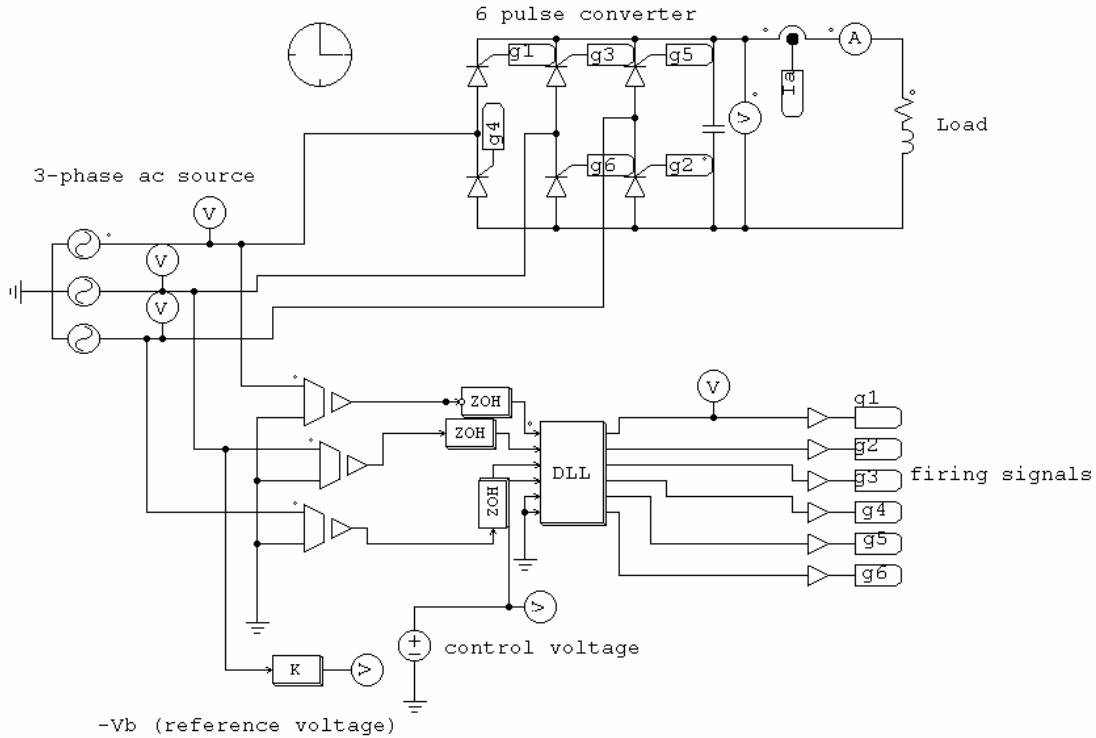 6 pulse converter
g1
g3
g5
A
Ia
g4
V
Load
g6
g2
3-phase ac source
V
V
V
ZOH
V
g1
ZOH
g2
DLL
g3
firing signals
ZOH
g4
g5
g6
V
control voltage
K
V
-Vb (reference voltage)